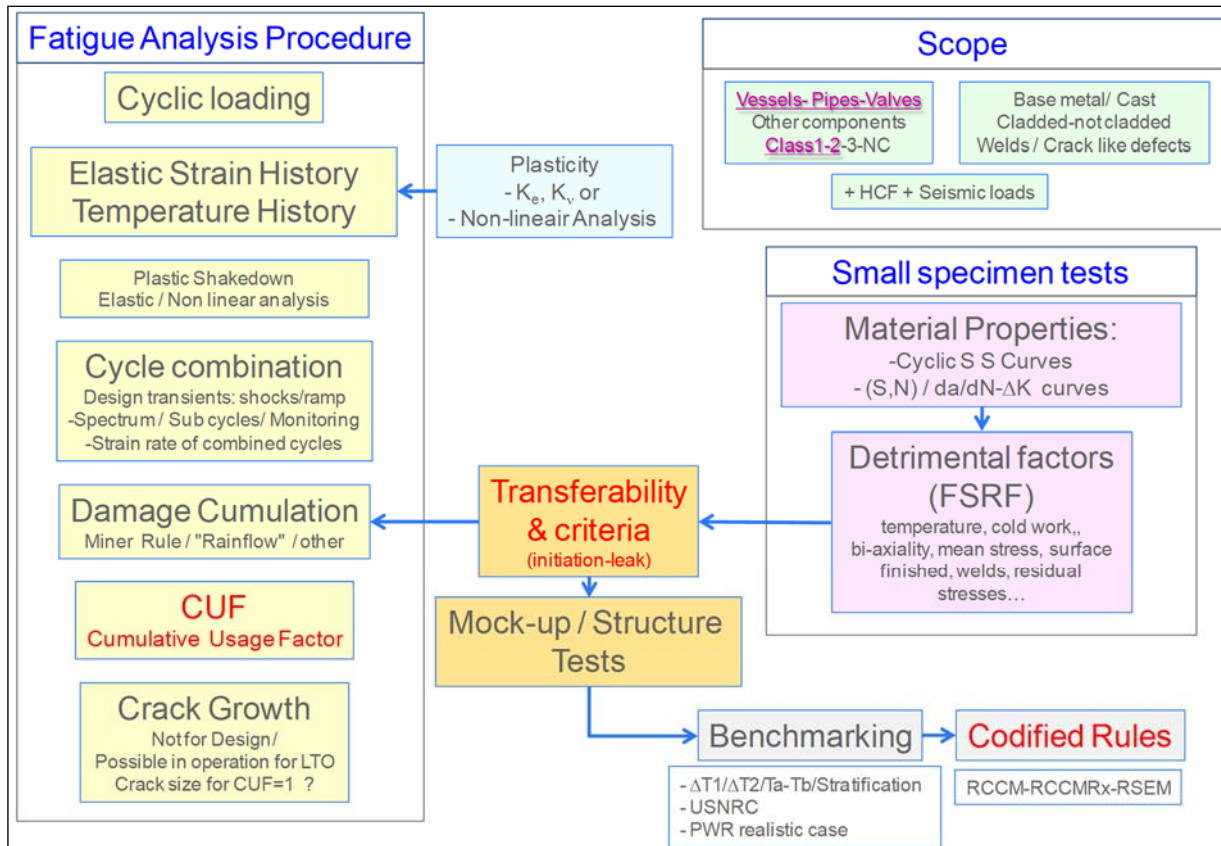 Fatigue Analysis Procedure
Cyclic loading
Elastic Strain History
Temperature History
Plastic Shakedown
Elastic / Non linear analysis
Cycle combination
Design transients: shocks/ramp
-Spectrum / Sub cycles/ Monitoring
-Strain rate of combined cycles
Damage Cumulation
Miner Rule / "Rainflow" / other
CUF
Cumulative Usage Factor
Crack Growth
Not for Design/
Possible in operation for LTO
Crack size for CUF=1 ?
Plasticity
- Ke, Kν or
- Non-lineair Analysis
Scope
Vessels- Pipes-Valves
Other components
Class1-2-3-NC
Base metal/ Cast
Cladded-not cladded
Welds / Crack like defects
+ HCF + Seismic loads
Small specimen tests
Material Properties:
-Cyclic S S Curves
- (S,N) / da/dN-ΔK curves
Detrimental factors
(FSRF)
temperature, cold work,,
bi-axiality, mean stress, surface
finished, welds, residual
stresses…
Transferability
& criteria
(initiation-leak)
Mock-up / Structure
Tests
Benchmarking
- ΔT1/ΔT2/Ta-Tb/Stratification
- USNRC
- PWR realistic case
Codified Rules
RCCM-RCCMRx-RSEM